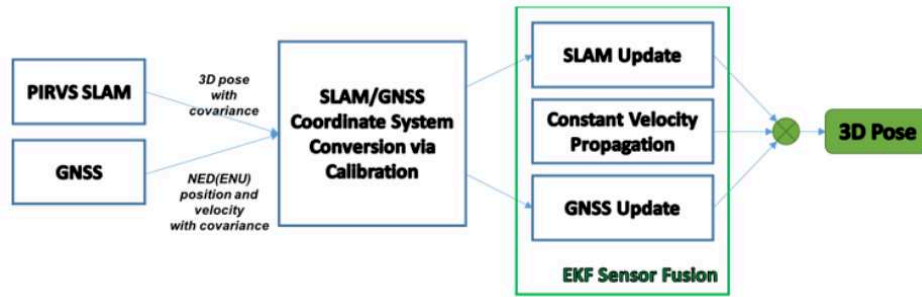 PIRVS SLAM
GNSS
3D pose
with
covariance
NED(ENU)
position and
velocity
with covariance
SLAM/GNSS
Coordinate System
Conversion via
Calibration
SLAM Update
Constant Velocity
Propagation
GNSS Update
EKF Sensor Fusion
3D Pose